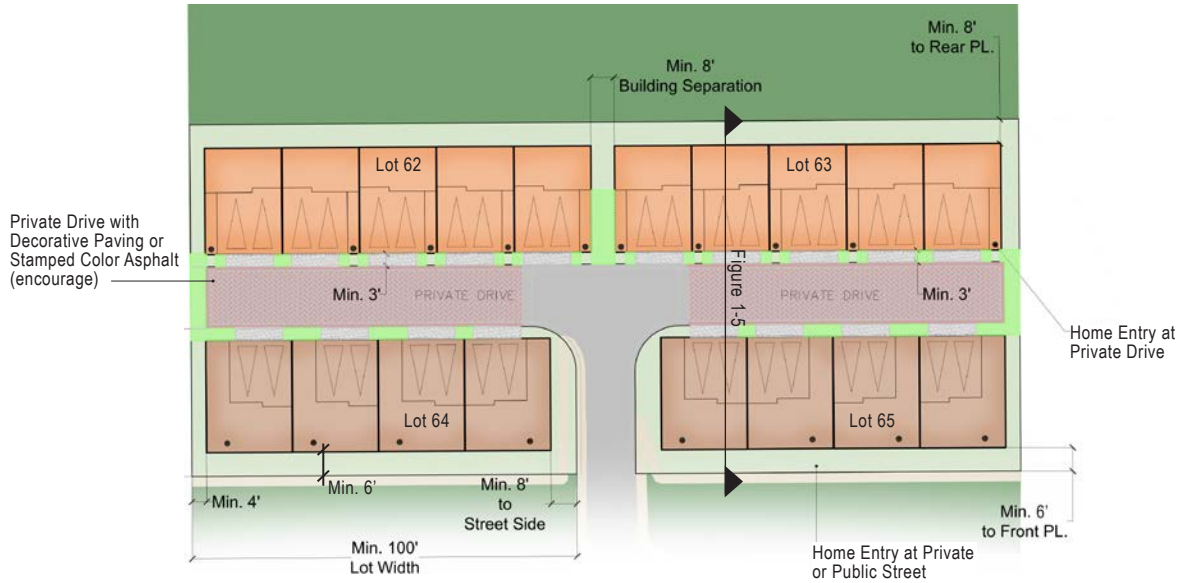 Min. 8'
to Rear PL.
Min. 8'
Building Separation
Lot 62
Lot 63
Private Drive with
Decorative Paving or
Stamped Color Asphalt
(encourage)
Min. 3'
PRIVATE DRIVE
Figure 1-5
PRIVATE DRIVE
Min. 3'
Home Entry at
Private Drive
Lot 64
Lot 65
Min. 6'
Min. 4'
Min. 8'
to
Street Side
Min. 6'
to Front PL.
Min. 100'
Lot Width
Home Entry at Private
or Public Street